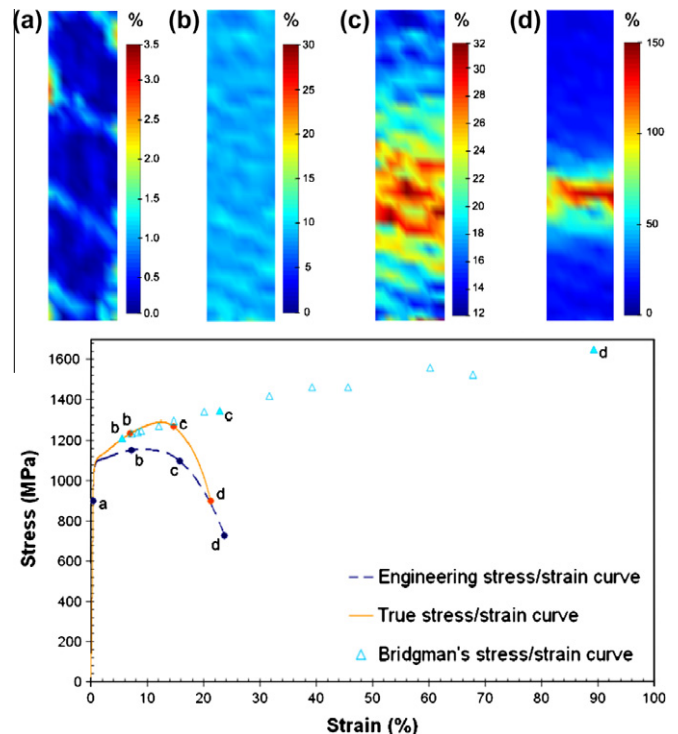 (a) % (b) % (c) % (d) %
3.5 30 32 150
3.0 30
2.5 25 28
2.0 20 26 100
24
1.5 15 22
1.0 10 20 50
18
0.5 5 16
14
0.0 0 12 0
1600 d
1400 c
b b c
1200
b c
1000
a d
800
d
600
Engineering stress/strain curve
400
True stress/strain curve
200
Bridgman's stress/strain curve
0
Stress (MPa)
0 10 20 30 40 50 60 70 80 90 100
Strain (%)